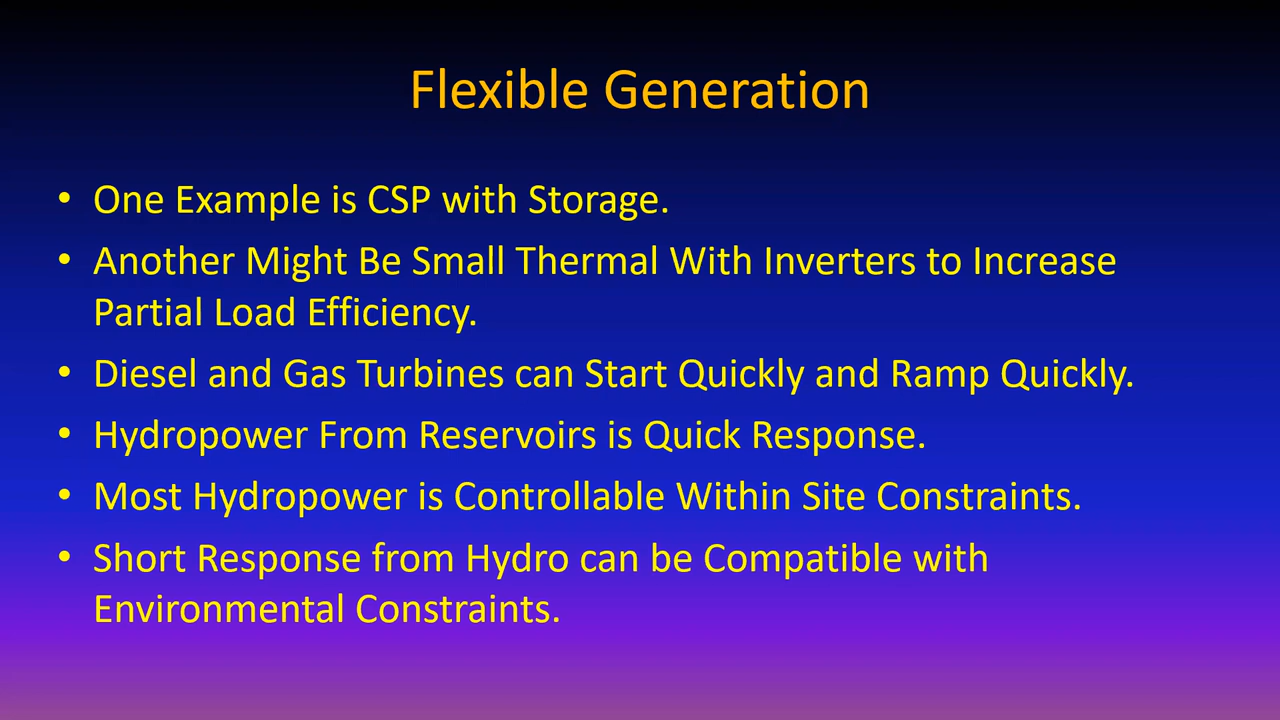 Flexible Generation
• One Example is CSP with Storage.
• Another Might Be Small Thermal With Inverters to Increase
Partial Load Efficiency.
• Diesel and Gas Turbines can Start Quickly and Ramp Quickly.
• Hydropower From Reservoirs is Quick Response.
• Most Hydropower is Controllable Within Site Constraints.
• Short Response from Hydro can be Compatible with
Environmental Constraints.